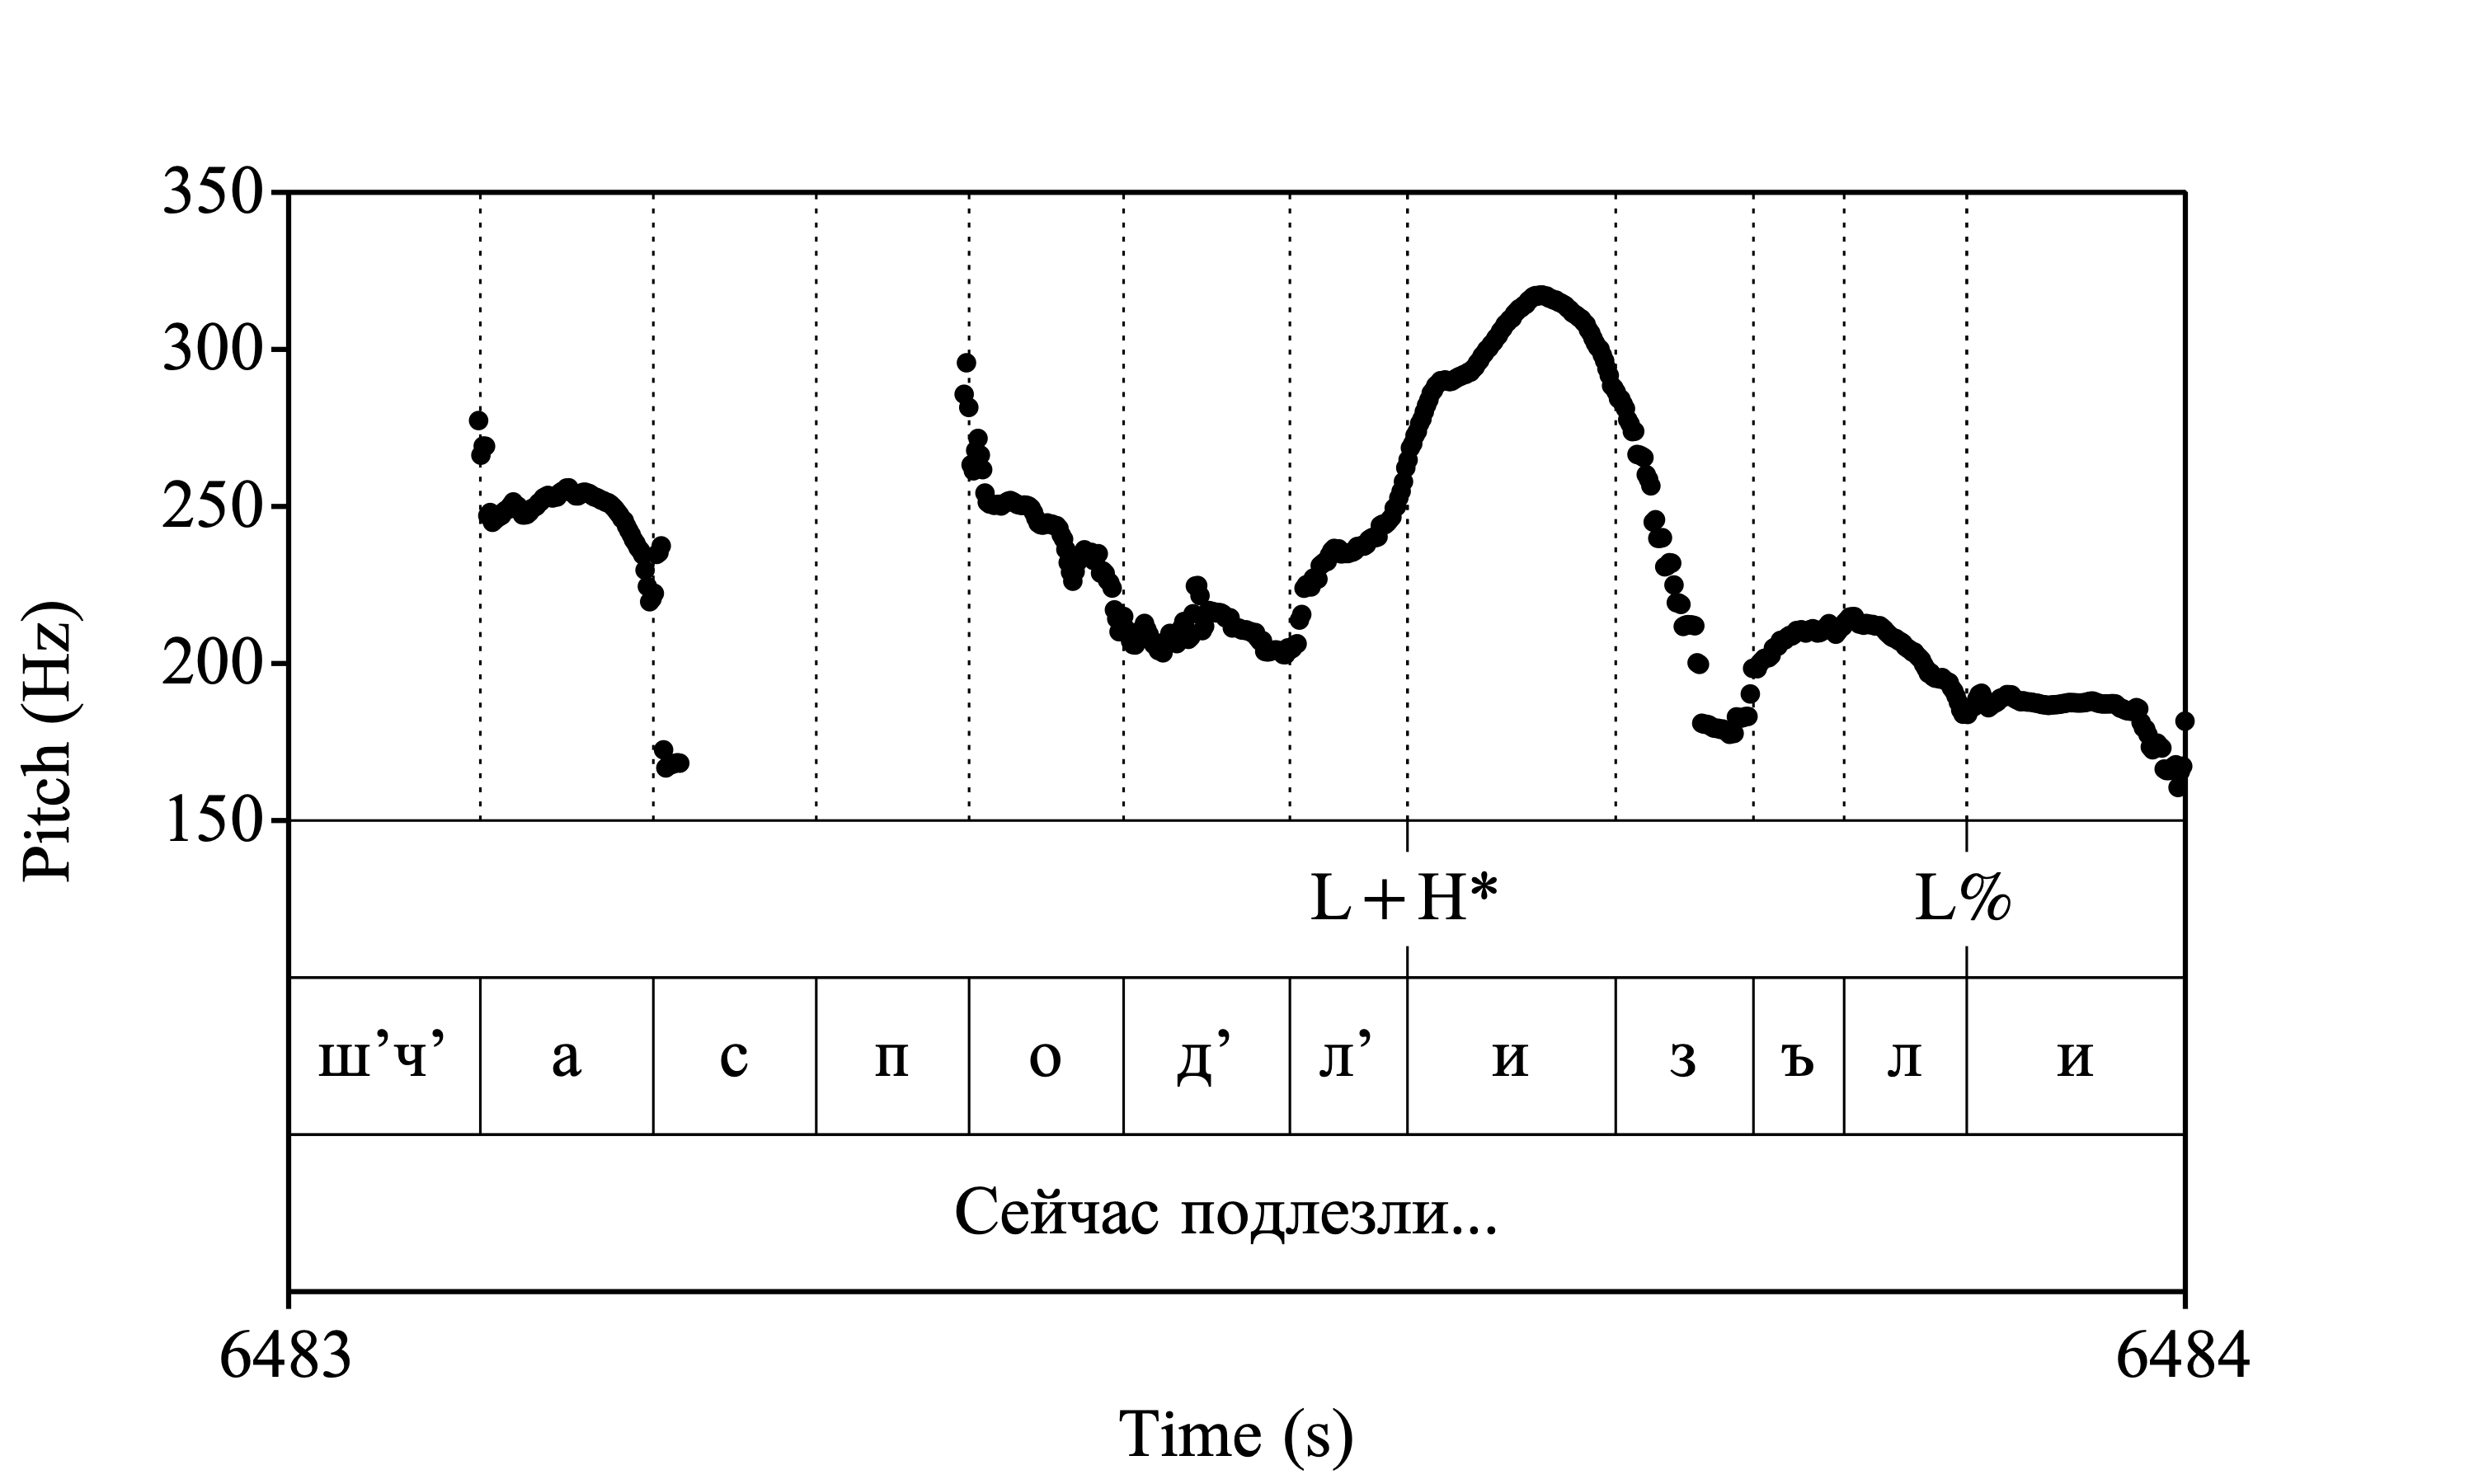 350
300
250
200
150
Pitch (Hz)
L+H* L%
ш’ч’ а с п о д’ л’ и з ъ л и
Сейчас подлезли...
6483 6484
Time (s)